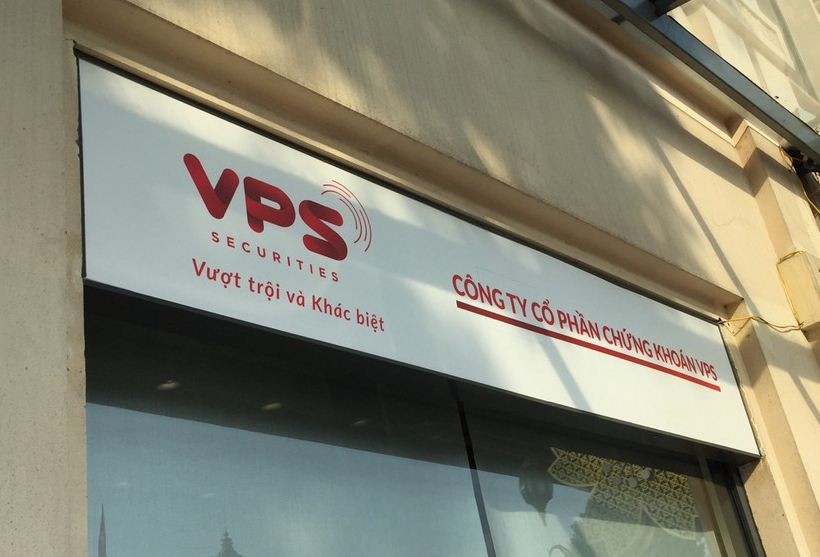 VPS
SECURITIES
Vượt trội và Khác biệt
CÔNG TY CỔ PHẦN CHỨNG KHOÁN VPS